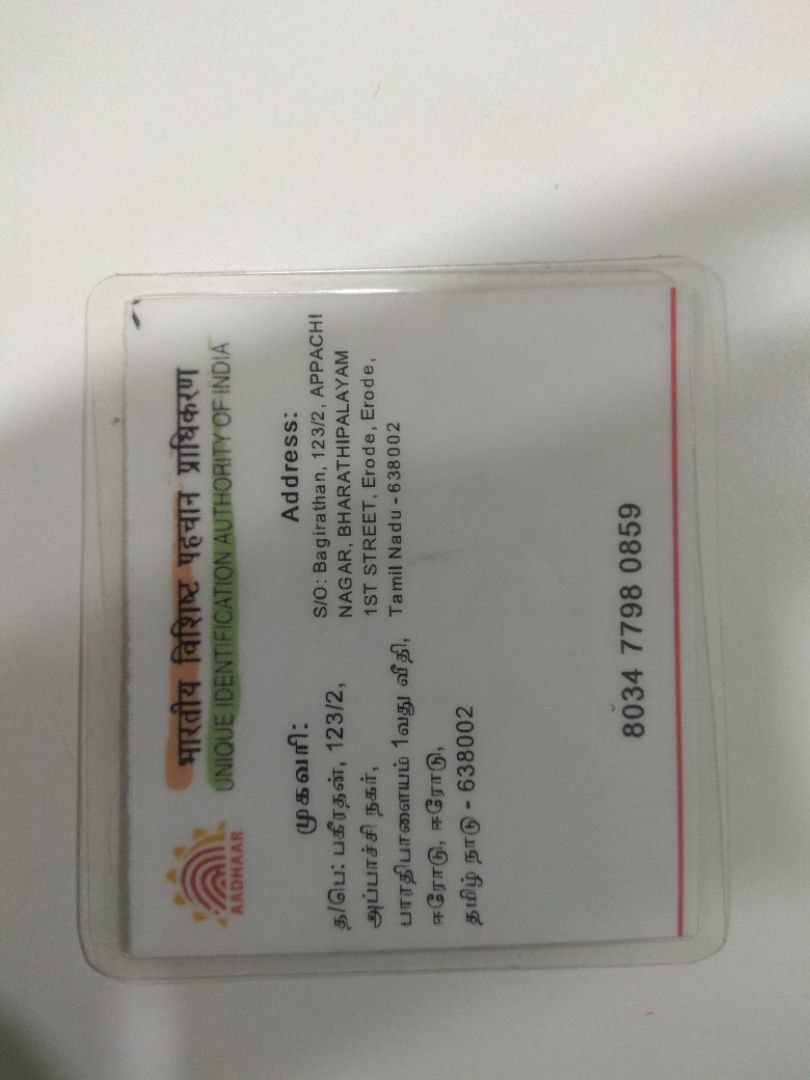 भारतीय विशिष्ट पहचान प्राधिकरण
UNIQUE IDENTIFICATION AUTHORITY OF INDIA
AADHAAR
முகவரி:
த/பெ: பகீரதன், 123/2,
அப்பாச்சி நகர்,
பாரதிபாளையம் 1வது வீதி,
ஈரோடு, ஈரோடு,
தமிழ் நாடு - 638002
Address:
S/O: Bagirathan, 123/2, APPACHI
NAGAR, BHARATHIPALAYAM
1ST STREET, Erode, Erode,
Tamil Nadu - 638002
8034 7798 0859